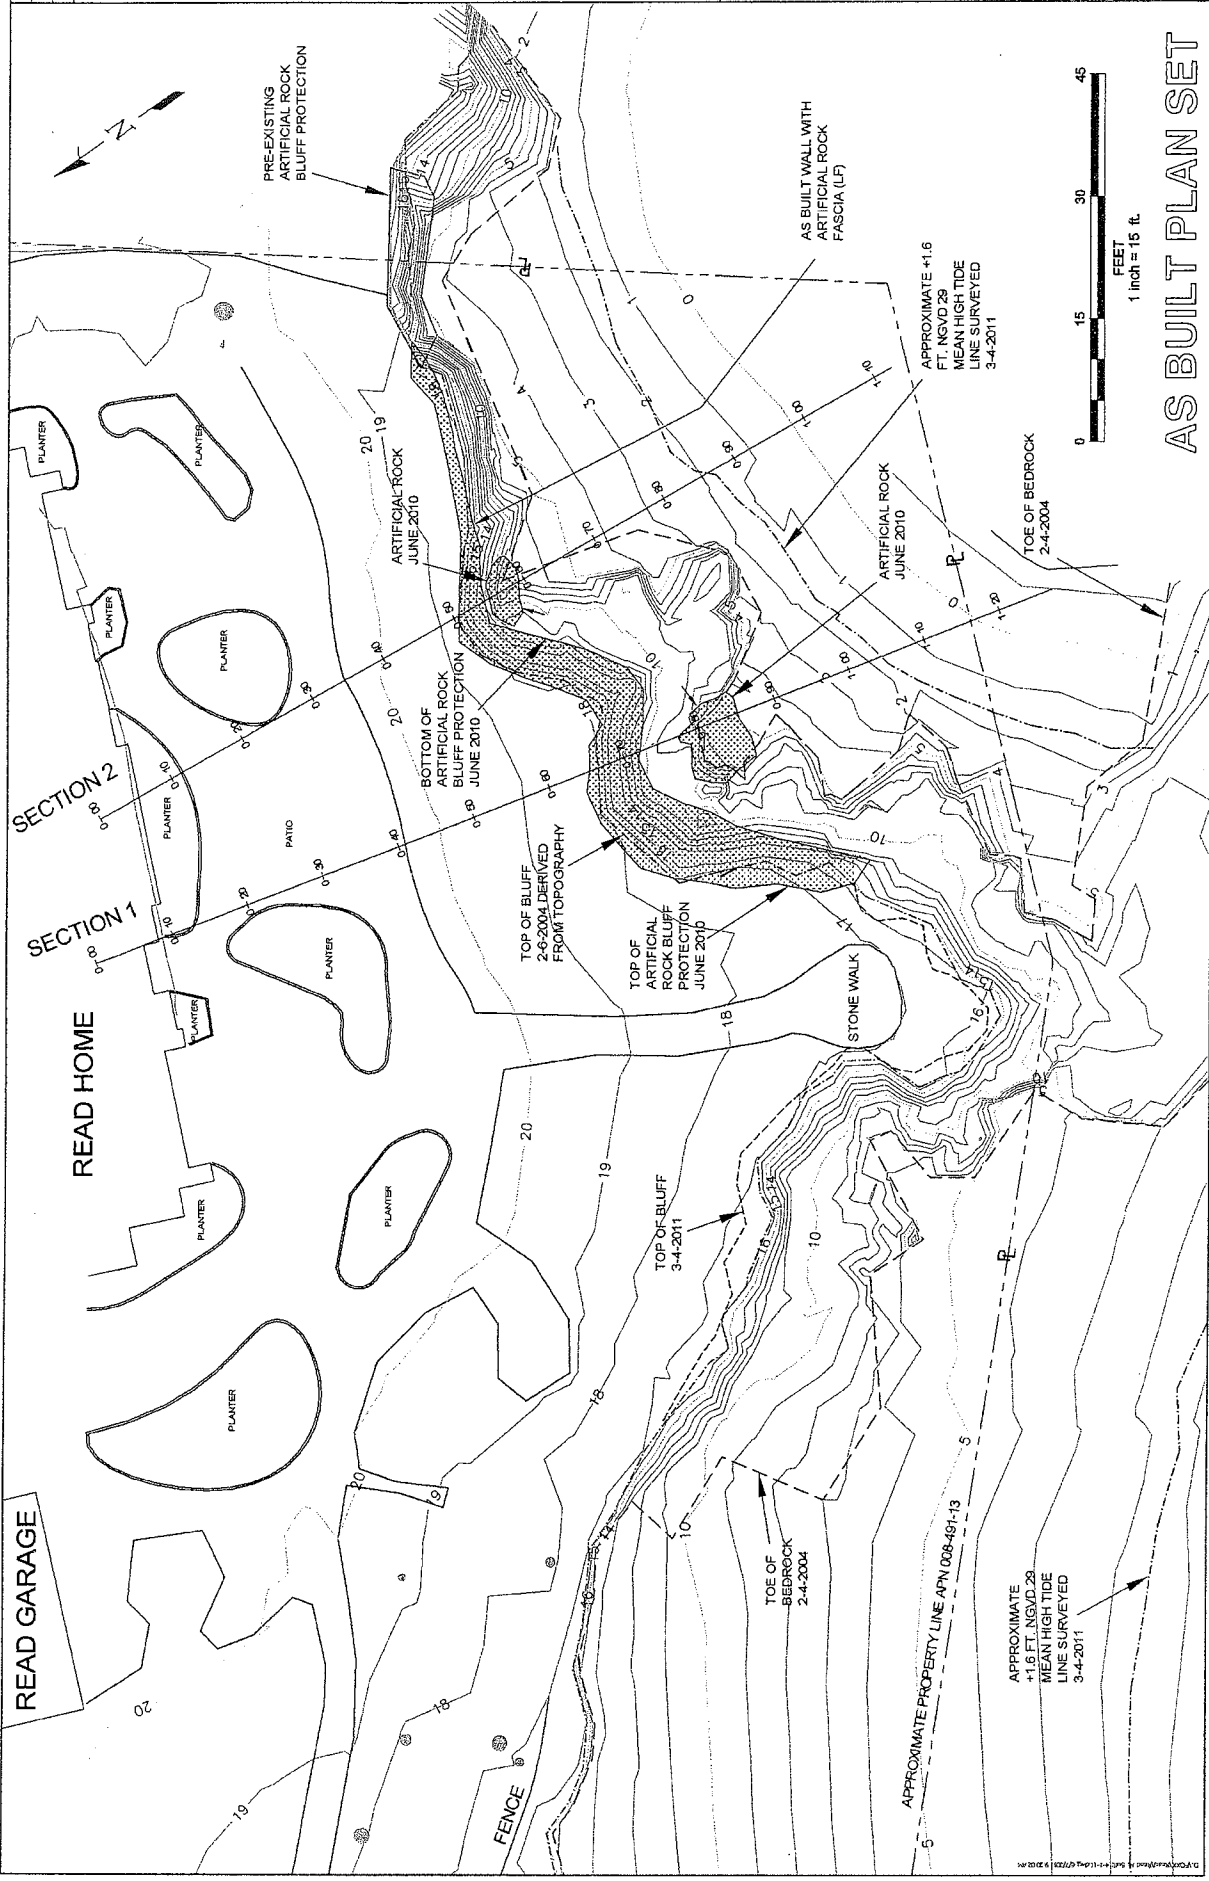 READ GARAGE
READ HOME
SECTION 1
SECTION 2
PLANTER
PLANTER
PLANTER
PLANTER
PLANTER
PLANTER
PLANTER
PLANTER
PLANTER
PLANTER
PATIO
N
PRE-EXISTING
ARTIFICIAL ROCK
BLUFF PROTECTION
ARTIFICIAL ROCK
JUNE 2010
BOTTOM OF
ARTIFICIAL ROCK
BLUFF PROTECTION
JUNE 2010
TOP OF BLUFF
2-6-2004 DERIVED
FROM TOPOGRAPHY
TOP OF
ARTIFICIAL
ROCK BLUFF
PROTECTION
JUNE 2010
STONE WALK
TOP OF BLUFF
3-4-2011
FENCE
TOE OF
BEDROCK
2-4-2004
APPROXIMATE PROPERTY LINE APN 008-491-13
APPROXIMATE
+1.6 FT. NGVD 29
MEAN HIGH TIDE
LINE SURVEYED
3-4-2011
AS BUILT WALL WITH
ARTIFICIAL ROCK
FASCIA (LF)
APPROXIMATE +1.6
FT. NGVD 29
MEAN HIGH TIDE
LINE SURVEYED
3-4-2011
ARTIFICIAL ROCK
JUNE 2010
TOE OF BEDROCK
2-4-2004
0 15 30 45
FEET
1 inch = 15 ft.
AS BUILT PLAN SET